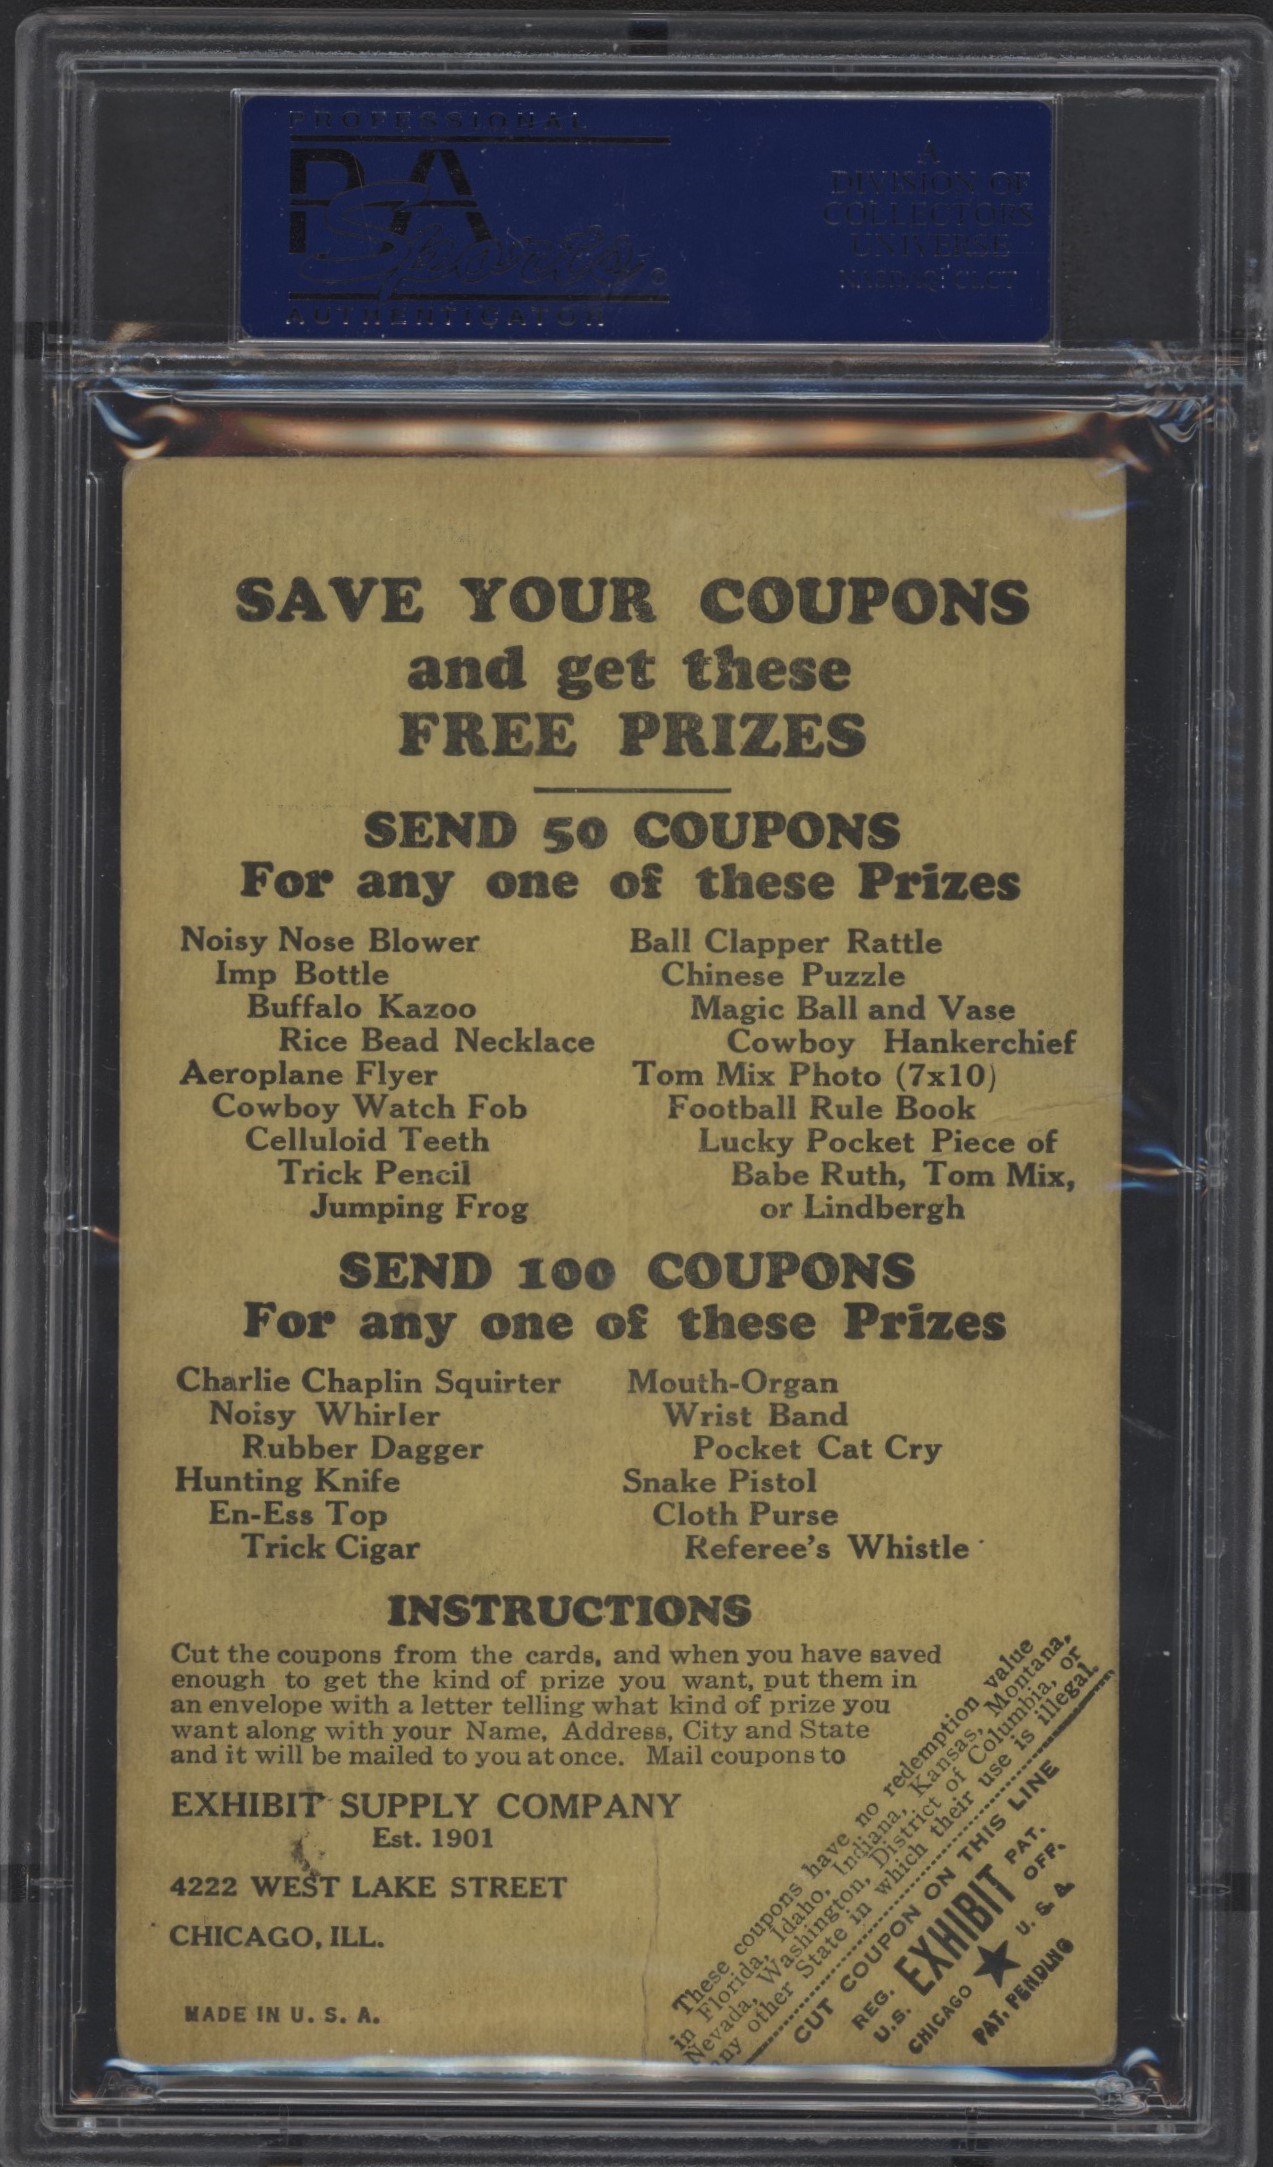 PROFESSIONAL
PSA
Sports
AUTHENTICATOR
A
DIVISION OF
COLLECTORS
UNIVERSE
NASDAQ: CLCT
SAVE YOUR COUPONS
and get these
FREE PRIZES
SEND 50 COUPONS
For any one of these Prizes
Noisy Nose Blower
Imp Bottle
Buffalo Kazoo
Rice Bead Necklace
Aeroplane Flyer
Cowboy Watch Fob
Celluloid Teeth
Trick Pencil
Jumping Frog
Ball Clapper Rattle
Chinese Puzzle
Magic Ball and Vase
Cowboy Hankerchief
Tom Mix Photo (7x10)
Football Rule Book
Lucky Pocket Piece of
Babe Ruth, Tom Mix,
or Lindbergh
SEND 100 COUPONS
For any one of these Prizes
Charlie Chaplin Squirter
Noisy Whirler
Rubber Dagger
Hunting Knife
En-Ess Top
Trick Cigar
Mouth-Organ
Wrist Band
Pocket Cat Cry
Snake Pistol
Cloth Purse
Referee's Whistle
INSTRUCTIONS
Cut the coupons from the cards, and when you have saved
enough to get the kind of prize you want, put them in
an envelope with a letter telling what kind of prize you
want along with your Name, Address, City and State
and it will be mailed to you at once. Mail coupons to
EXHIBIT SUPPLY COMPANY
Est. 1901
4222 WEST LAKE STREET
CHICAGO, ILL.
MADE IN U. S. A.
These coupons have no redemption value
in Florida, Idaho, Indiana, Kansas, Montana,
Nevada, Washington, District of Columbia, or
any other State in which their use is illegal.
CUT COUPON ON THIS LINE
REG. EXHIBIT PAT.
U.S. OFF.
CHICAGO ★ U. S. A.
PAT. PENDING